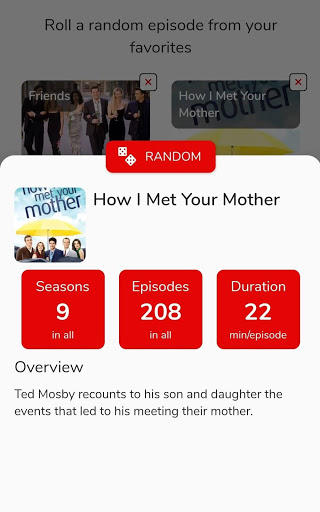 Roll a random episode from your
favorites
Friends
How I Met Your
Mother
mother
RANDOM
how i
met your
mother
How I Met Your Mother
Seasons
9
in all
Episodes
208
in all
Duration
22
min/episode
Overview
Ted Mosby recounts to his son and daughter the
events that led to his meeting their mother.